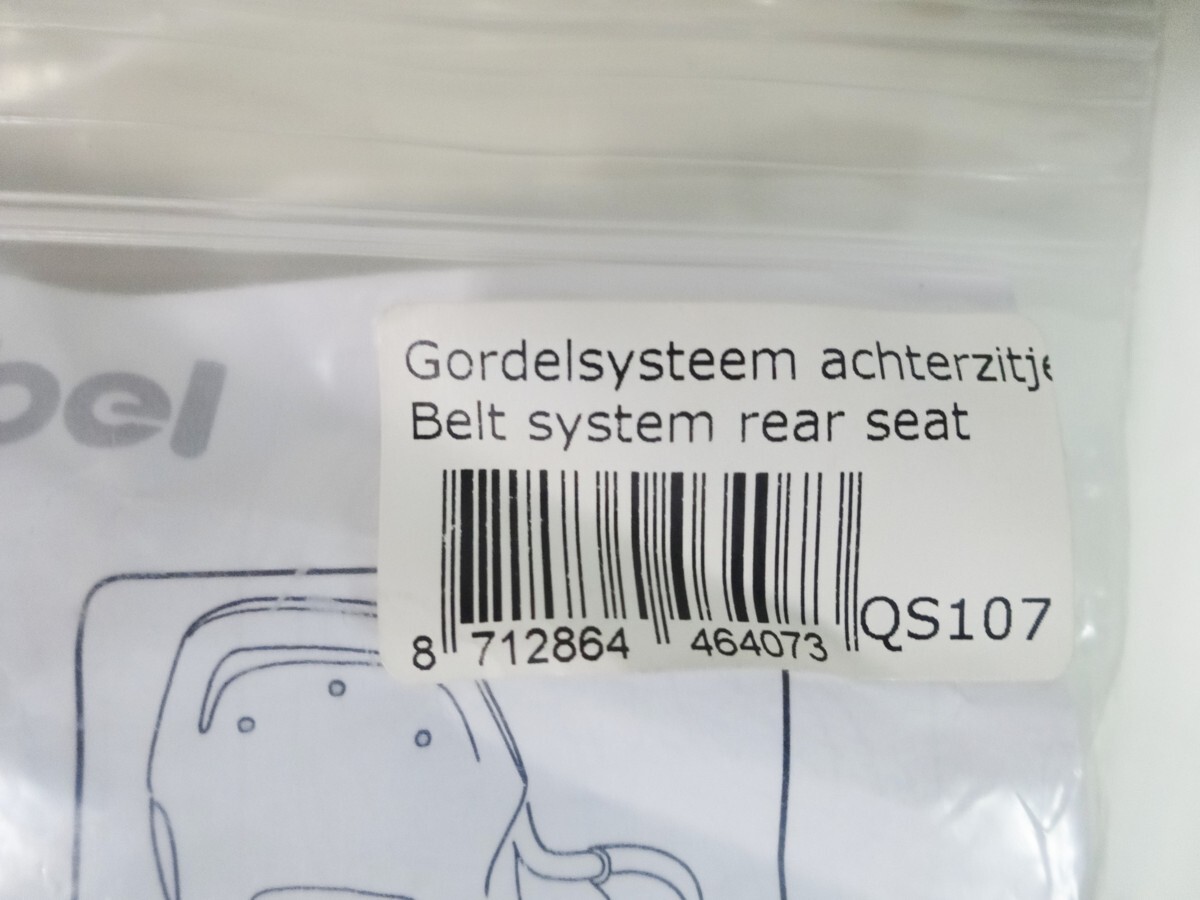 Gordelsysteem achterzitje
Belt system rear seat
bel
8 712864 464073
QS107